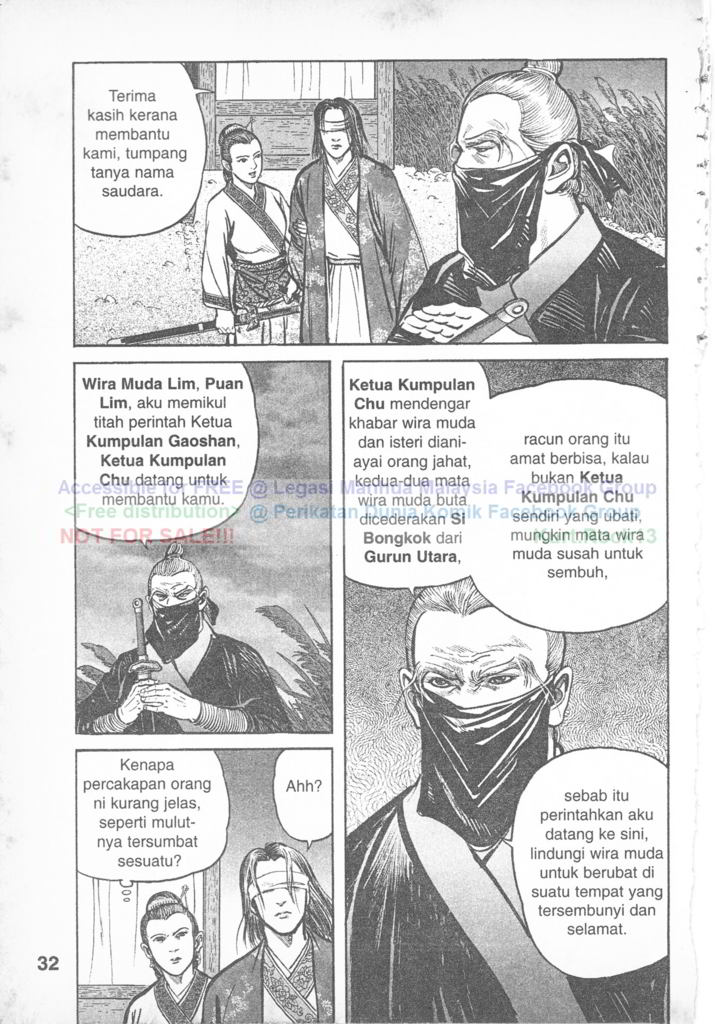 Terima
kasih kerana
membantu
kami, tumpang
tanya nama
saudara.
Wira Muda Lim, Puan
Lim, aku memikul
titah perintah Ketua
Kumpulan Gaoshan,
Ketua Kumpulan
Chu datang untuk
membantu kamu.
Ketua Kumpulan
Chu mendengar
khabar wira muda
dan isteri diani-
ayai orang jahat,
kedua-dua mata
wira muda buta
dicederakan Si
Bongkok dari
Gurun Utara,
racun orang itu
amat berbisa, kalau
bukan Ketua
Kumpulan Chu
sendiri yang ubati,
mungkin mata wira
muda susah untuk
sembuh,
Accessible for FREE @ Legasi Manhua Malaysia Facebook Group
<Free distribution> @ Perikatan Dunia Komik Facebook Group
NOT FOR SALE!!!
sebab itu
perintahkan aku
datang ke sini,
lindungi wira muda
untuk berubat di
suatu tempat yang
tersembunyi dan
selamat.
Kenapa
percakapan orang
ni kurang jelas,
seperti mulut-
nya tersumbat
sesuatu?
Ahh?
32